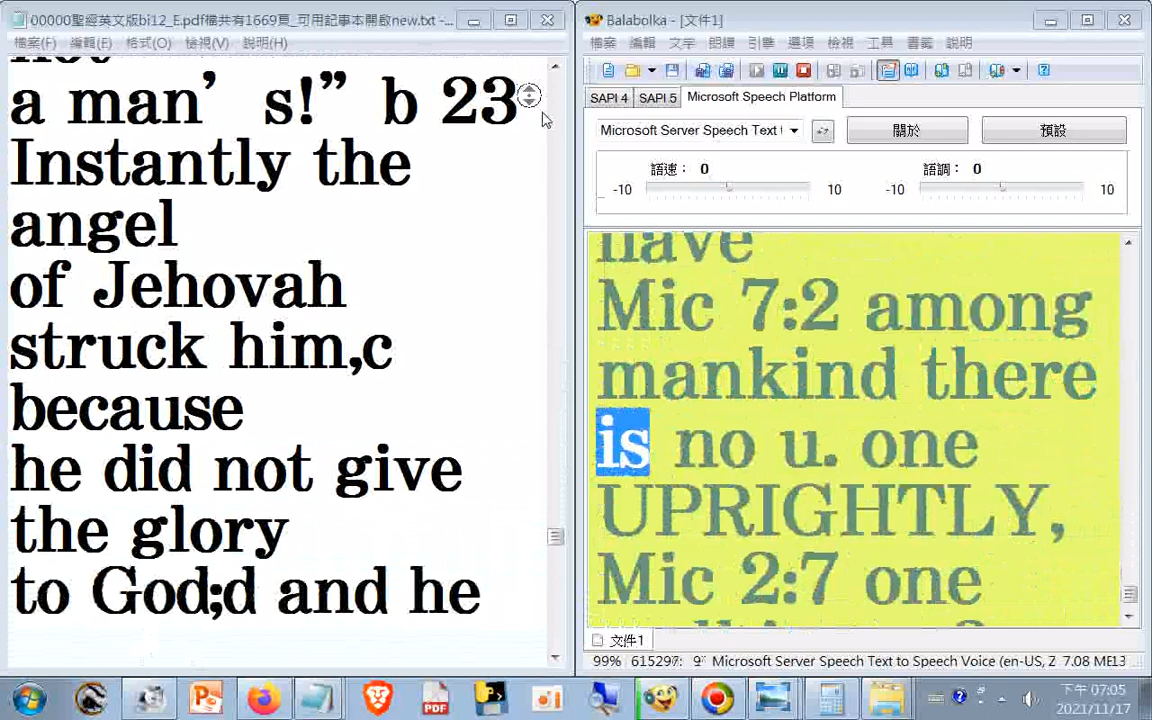 00000聖經英文版bi12_E.pdf檔共有1669頁_可用記事本開啟new.txt -...
檔案(F) 編輯(E) 格式(O) 檢視(V) 說明(H)
not
a man’s!” b 23
Instantly the
angel
of Jehovah
struck him,c
because
he did not give
the glory
to God;d and he
Balabolka - [文件1]
檔案 編輯 文字 朗讀 引擎 選項 檢視 工具 書籤 說明
SAPI 4 SAPI 5 Microsoft Speech Platform
Microsoft Server Speech Text 關於 預設
語速： 0 語調： 0
-10 10 -10 10
have
Mic 7:2 among
mankind there
is no u. one
UPRIGHTLY,
Mic 2:7 one
文件1
99% 615297: 9 Microsoft Server Speech Text to Speech Voice (en-US, Z 7.08 ME13
PDF
下午 07:05
2021/11/17